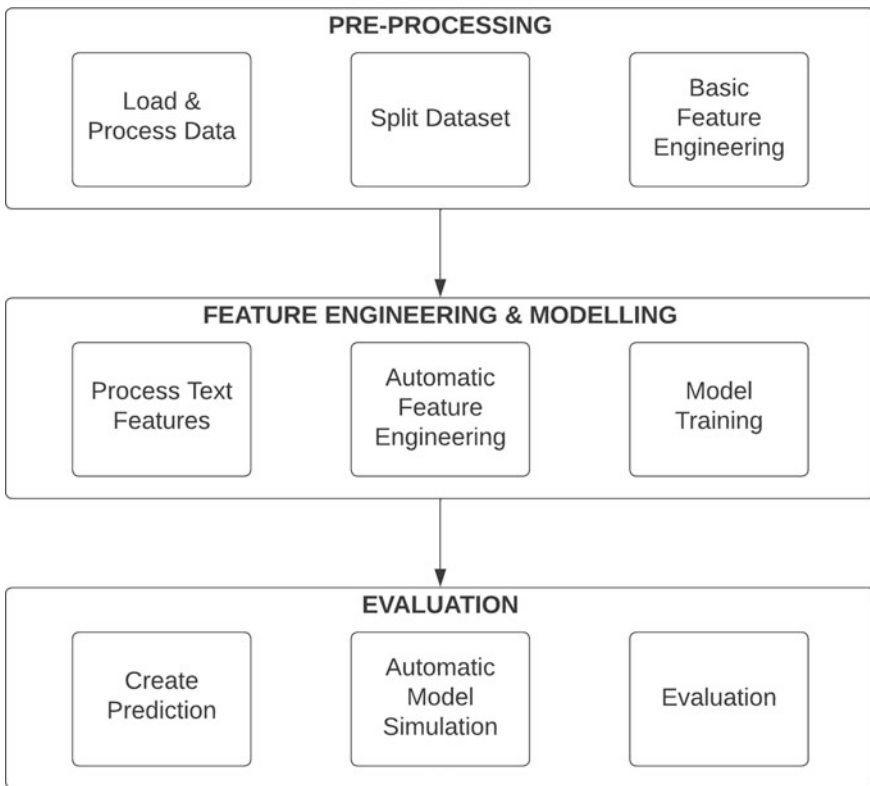 PRE-PROCESSING
Load &
Process Data
Split Dataset
Basic
Feature
Engineering
FEATURE ENGINEERING & MODELLING
Process Text
Features
Automatic
Feature
Engineering
Model
Training
EVALUATION
Create
Prediction
Automatic
Model
Simulation
Evaluation